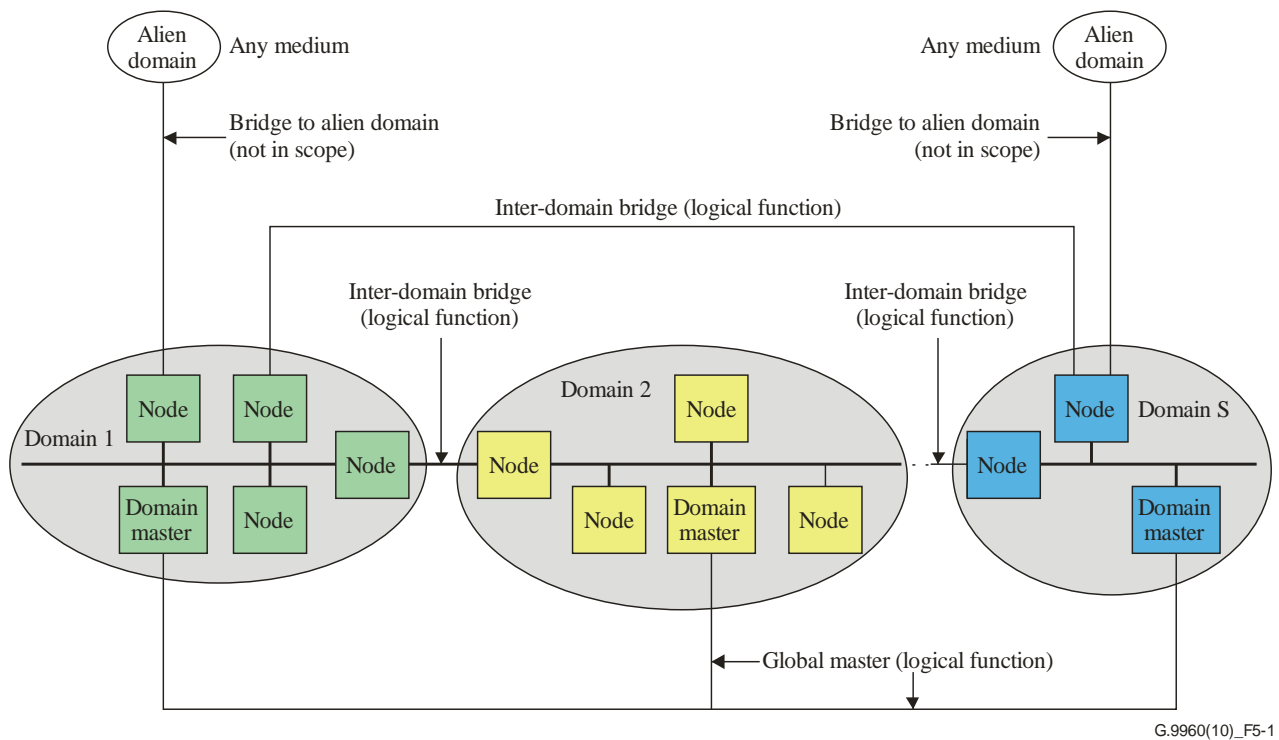 Alien
domain
Any medium
Any medium
Alien
domain
Bridge to alien domain
(not in scope)
Bridge to alien domain
(not in scope)
Inter-domain bridge (logical function)
Inter-domain bridge
(logical function)
Inter-domain bridge
(logical function)
Domain 1
Node
Node
Node
Domain
master
Node
Domain 2
Node
Node
Node
Domain
master
Node
Domain S
Node
Node
Domain
master
Global master (logical function)
G.9960(10)_F5-1